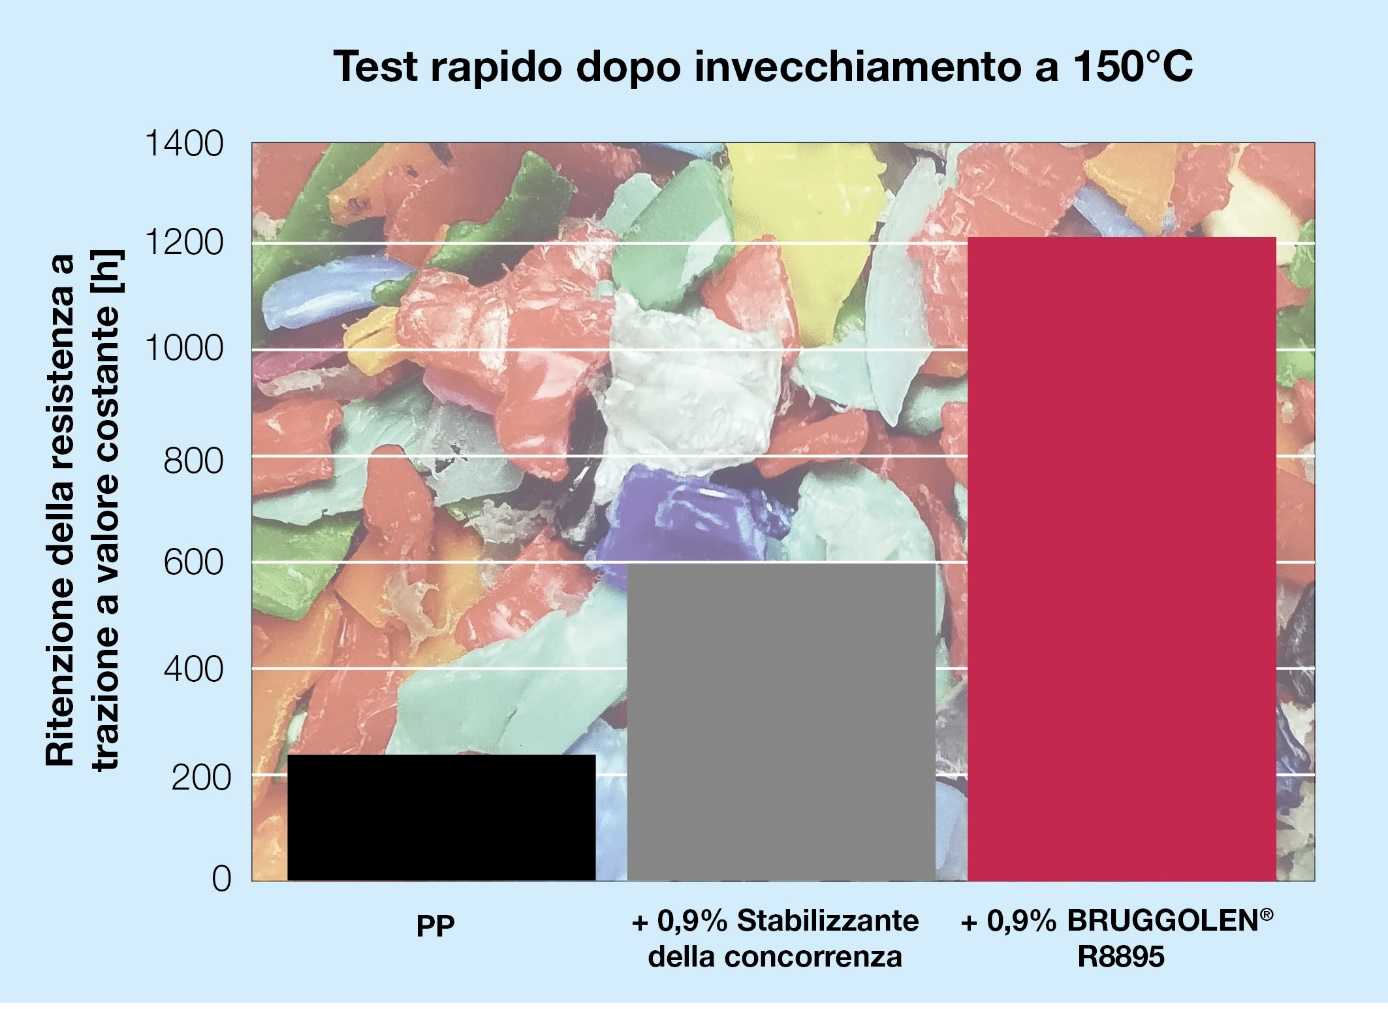 Test rapido dopo invecchiamento a 150°C
Ritenzione della resistenza a
trazione a valore costante [h]
1400
1200
1000
800
600
400
200
0
PP
+ 0,9% Stabilizzante
della concorrenza
+ 0,9% BRUGGOLEN®
R8895